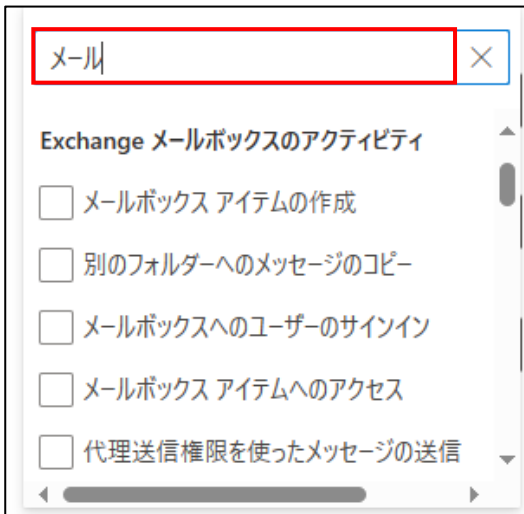 メール
Exchange メールボックスのアクティビティ
メールボックス アイテムの作成
別のフォルダーへのメッセージのコピー
メールボックスへのユーザーのサインイン
メールボックス アイテムへのアクセス
代理送信権限を使ったメッセージの送信